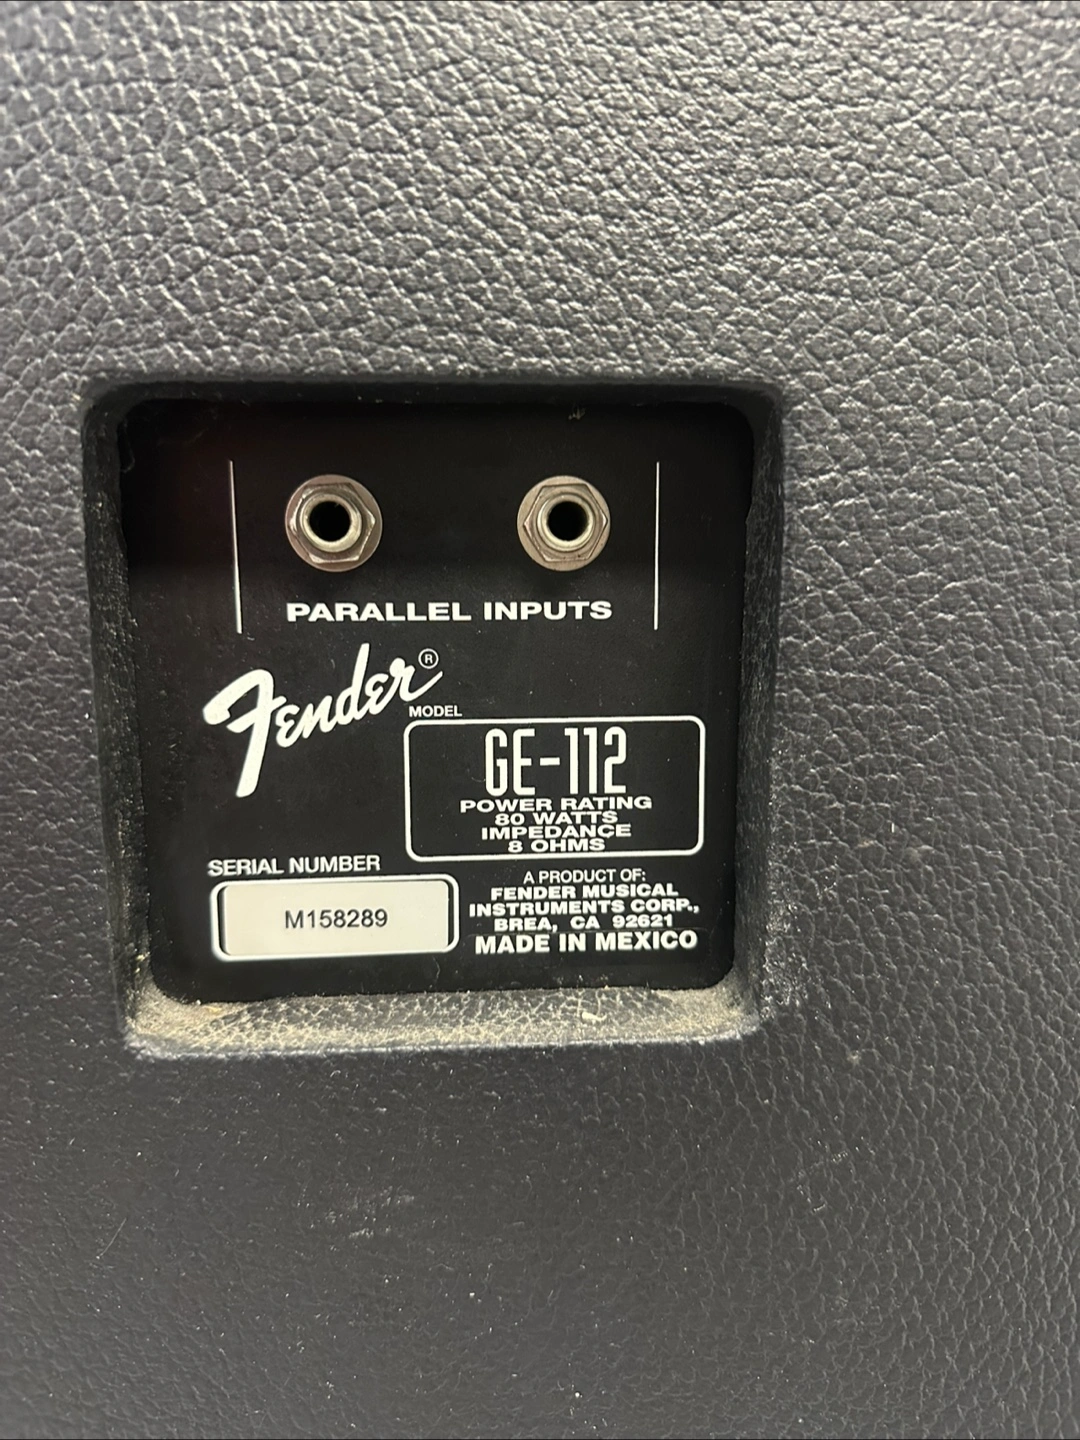 PARALLEL INPUTS
Fender®
MODEL
GE-112
POWER RATING
80 WATTS
IMPEDANCE
8 OHMS
SERIAL NUMBER
M158289
A PRODUCT OF:
FENDER MUSICAL
INSTRUMENTS CORP.,
BREA, CA 92621
MADE IN MEXICO